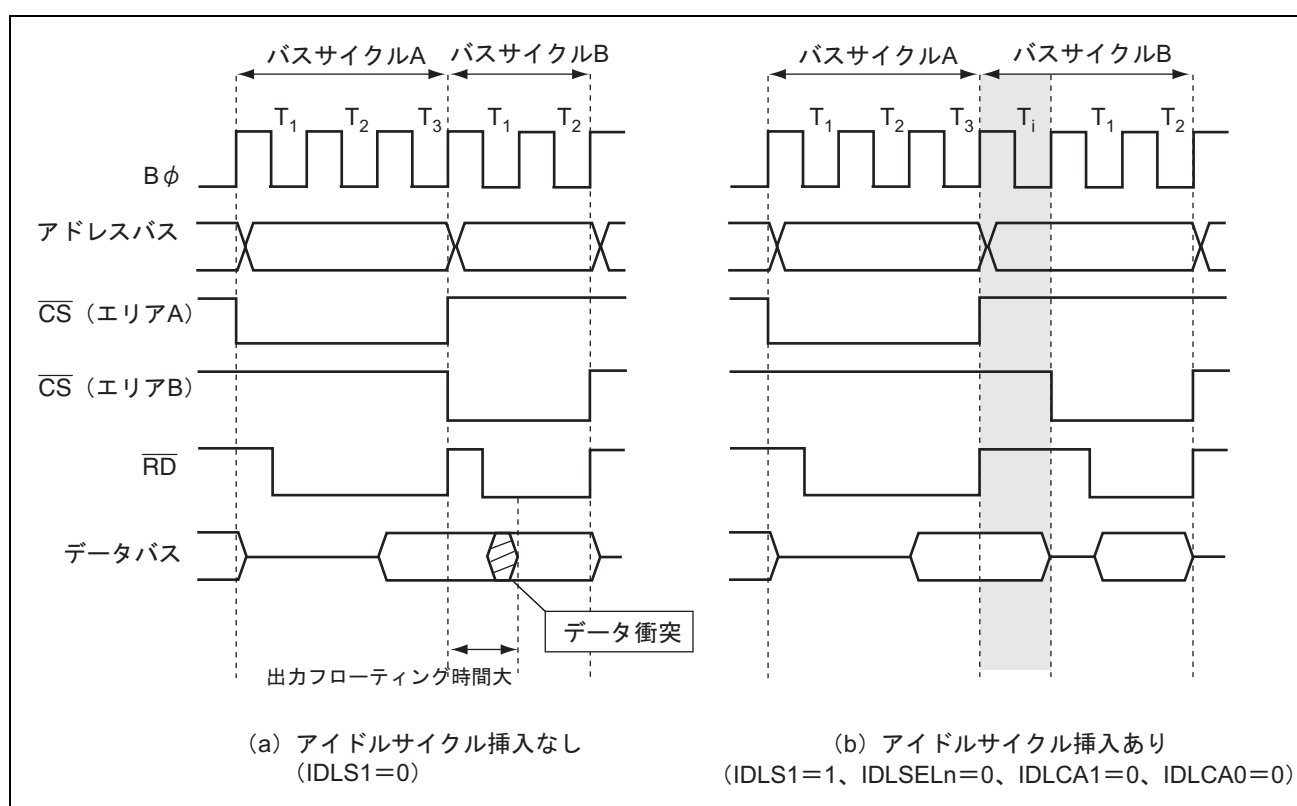 バスサイクルA バスサイクルB
T1 T2 T3 T1 T2
Bφ
アドレスバス
CS（エリアA）
CS（エリアB）
RD
データバス
データ衝突
出力フローティング時間大
（a）アイドルサイクル挿入なし
（IDLS1＝0）
バスサイクルA バスサイクルB
T1 T2 T3 Ti T1 T2
（b）アイドルサイクル挿入あり
（IDLS1＝1、IDLSELn＝0、IDLCA1＝0、IDLCA0＝0）